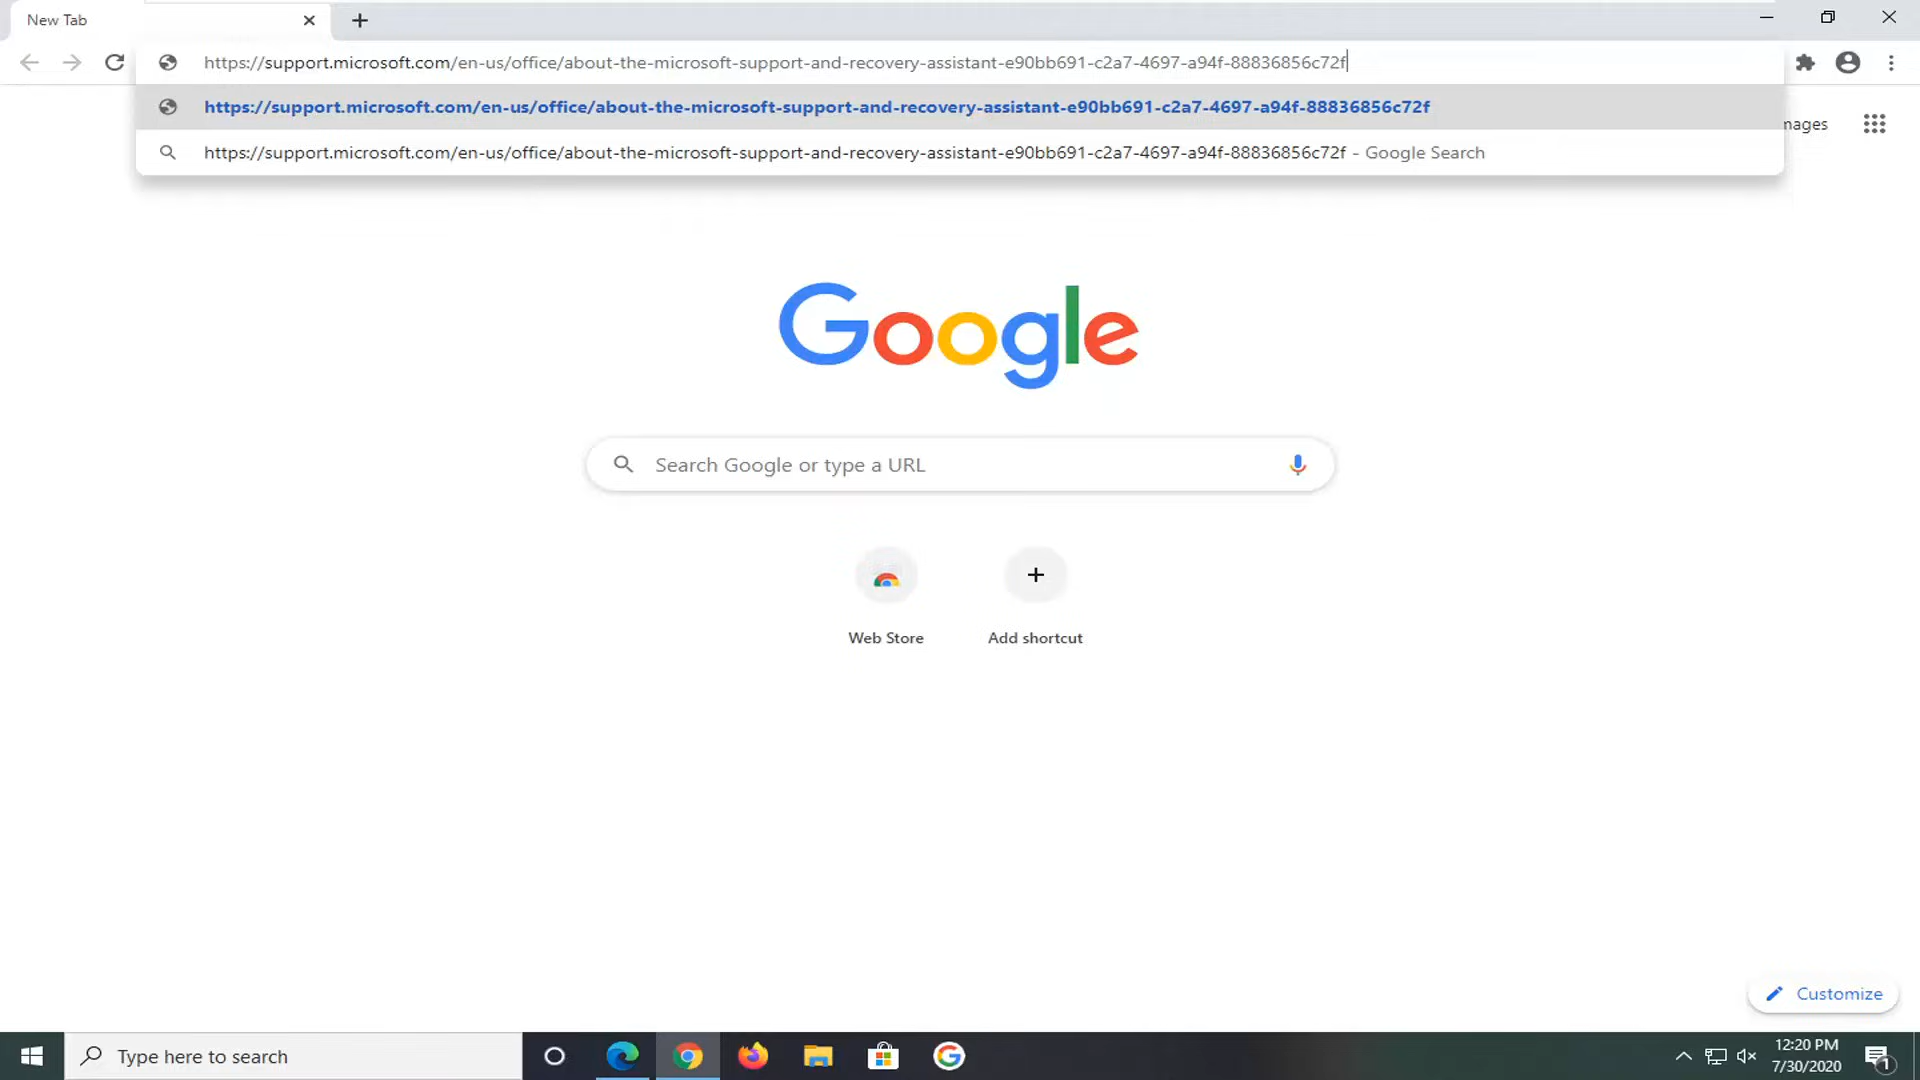 New Tab
https://support.microsoft.com/en-us/office/about-the-microsoft-support-and-recovery-assistant-e90bb691-c2a7-4697-a94f-88836856c72f
https://support.microsoft.com/en-us/office/about-the-microsoft-support-and-recovery-assistant-e90bb691-c2a7-4697-a94f-88836856c72f
mages
https://support.microsoft.com/en-us/office/about-the-microsoft-support-and-recovery-assistant-e90bb691-c2a7-4697-a94f-88836856c72f - Google Search
Google
Search Google or type a URL
Web Store
Add shortcut
Customize
Type here to search
12:20 PM
7/30/2020
1